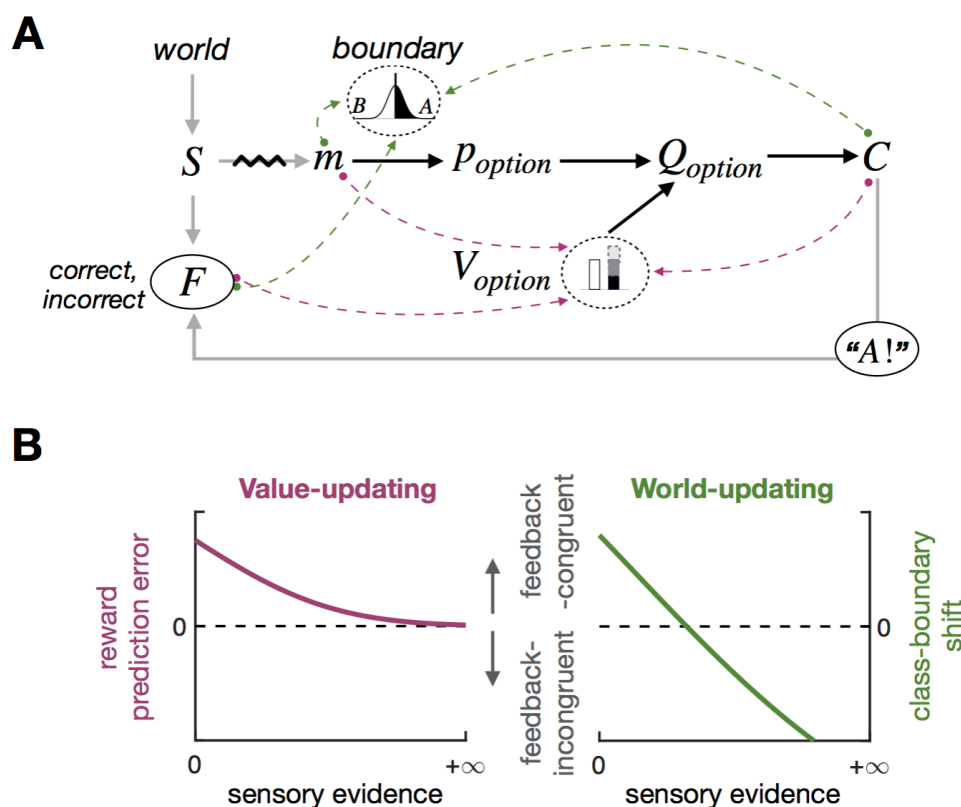 A
world
boundary
B A
S m p_option Q_option C
V_option
correct,
incorrect
F
“A!”
B
Value-updating
World-updating
reward
prediction error
0
0
+∞
sensory evidence
feedback
-congruent
feedback-
incongruent
0
+∞
sensory evidence
0
class-boundary
shift